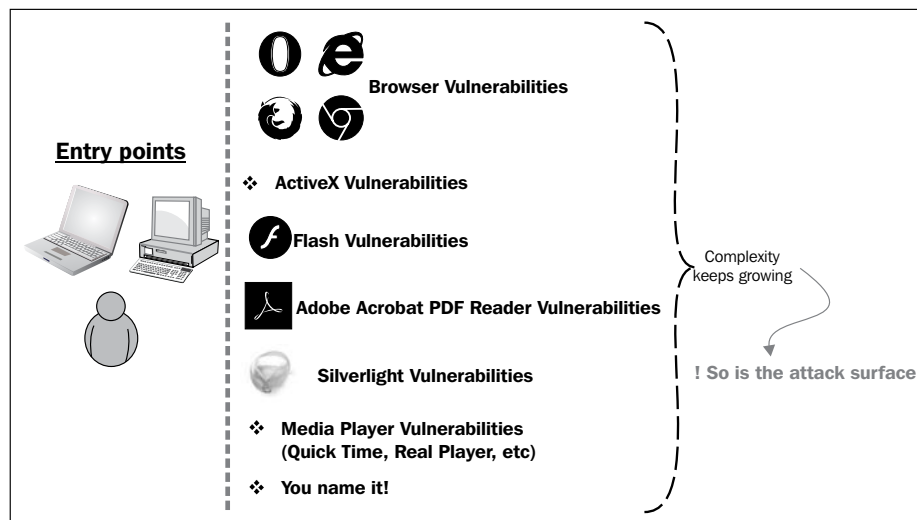 Entry points
Browser Vulnerabilities
❖ ActiveX Vulnerabilities
Flash Vulnerabilities
Adobe Acrobat PDF Reader Vulnerabilities
Silverlight Vulnerabilities
❖ Media Player Vulnerabilities
(Quick Time, Real Player, etc)
❖ You name it!
Complexity
keeps growing
! So is the attack surface